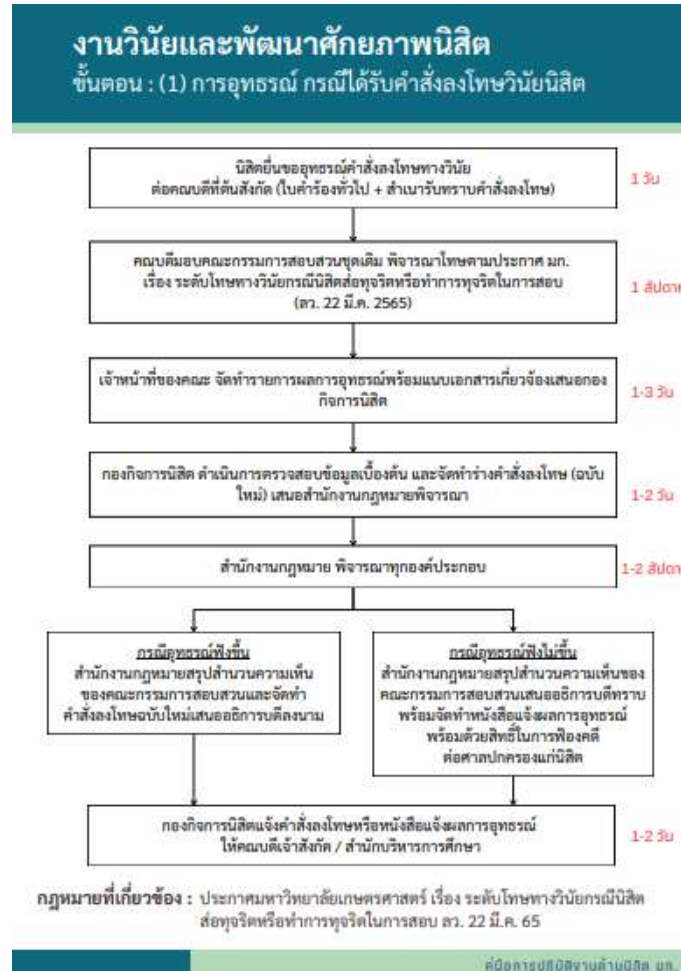 งานวินัยและพัฒนาศักยภาพนิสิต
ขั้นตอน : (1) การอุทธรณ์ กรณีได้รับคำสั่งลงโทษวินัยนิสิต
นิสิตยื่นขออุทธรณ์คำสั่งลงโทษทางวินัย
ต่อคณบดีที่ต้นสังกัด (ใบคำร้องทั่วไป + สำเนารับทราบคำสั่งลงโทษ)
1 วัน
คณบดีมอบคณะกรรมการสอบสวนชุดเดิม พิจารณาโทษตามประกาศ มก.
เรื่อง ระดับโทษทางวินัยกรณีนิสิตส่อทุจริตหรือทำการทุจริตในการสอบ
(ลว. 22 มี.ค. 2565)
1 สัปดาห
เจ้าหน้าที่ของคณะ จัดทำรายการผลการอุทธรณ์พร้อมแนบเอกสารเกี่ยวข้องเสนอกอง
กิจการนิสิต
1-3 วัน
กองกิจการนิสิต ดำเนินการตรวจสอบข้อมูลเบื้องต้น และจัดทำร่างคำสั่งลงโทษ (ฉบับ
ใหม่) เสนอสำนักงานกฎหมายพิจารณา
1-2 วัน
สำนักงานกฎหมาย พิจารณาทุกองค์ประกอบ
1-2 สัปดา
กรณีอุทธรณ์ฟังขึ้น
สำนักงานกฎหมายสรุปสำนวนความเห็น
ของคณะกรรมการสอบสวนและจัดทำ
คำสั่งลงโทษฉบับใหม่เสนออธิการบดีลงนาม
กรณีอุทธรณ์ฟังไม่ขึ้น
สำนักงานกฎหมายสรุปสำนวนความเห็นของ
คณะกรรมการสอบสวนเสนออธิการบดีทราบ
พร้อมจัดทำหนังสือแจ้งผลการอุทธรณ์
พร้อมด้วยสิทธิ์ในการฟ้องคดี
ต่อศาลปกครองแก่นิสิต
กองกิจการนิสิตแจ้งคำสั่งลงโทษหรือหนังสือแจ้งผลการอุทธรณ์
ให้คณบดีเจ้าสังกัด / สำนักบริหารการศึกษา
1-2 วัน
กฎหมายที่เกี่ยวข้อง : ประกาศมหาวิทยาลัยเกษตรศาสตร์ เรื่อง ระดับโทษทางวินัยกรณีนิสิต
ส่อทุจริตหรือทำการทุจริตในการสอบ ลว. 22 มี.ค. 65
คู่มือการปฏิบัติงานด้านนิสิต มก.